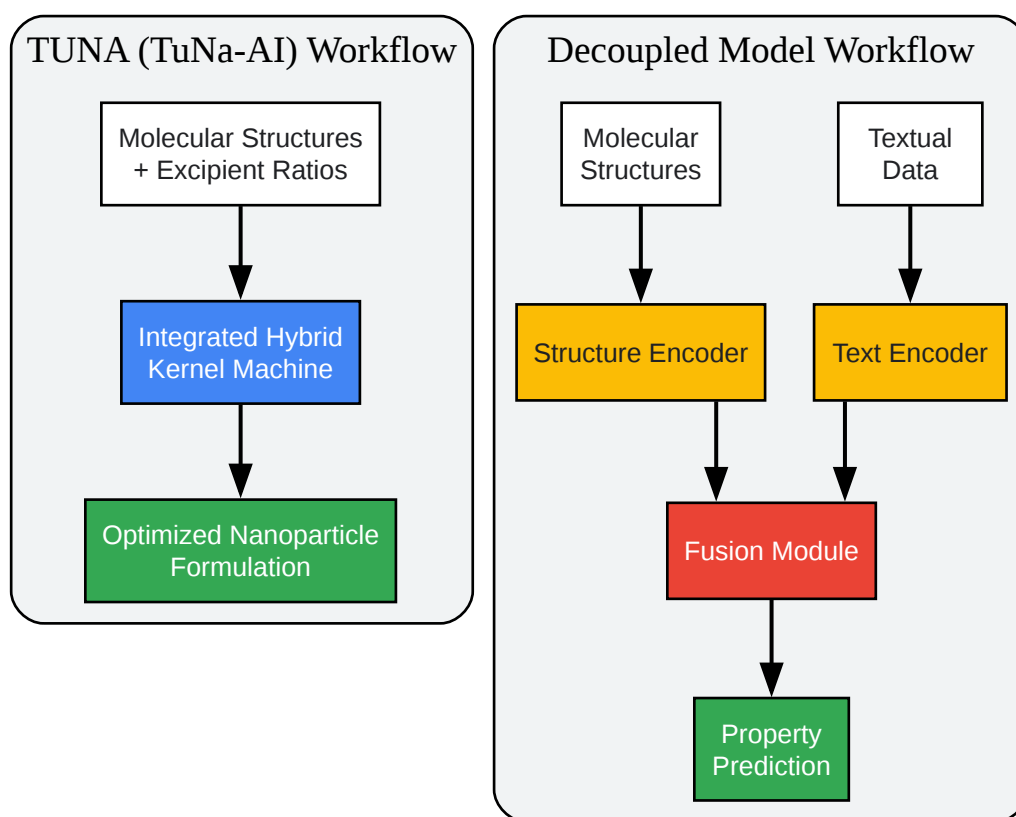 TUNA (TuNa-AI) Workflow
Molecular Structures
+ Excipient Ratios
Integrated Hybrid
Kernel Machine
Optimized Nanoparticle
Formulation
Decoupled Model Workflow
Molecular
Structures
Textual
Data
Structure Encoder
Text Encoder
Fusion Module
Property
Prediction